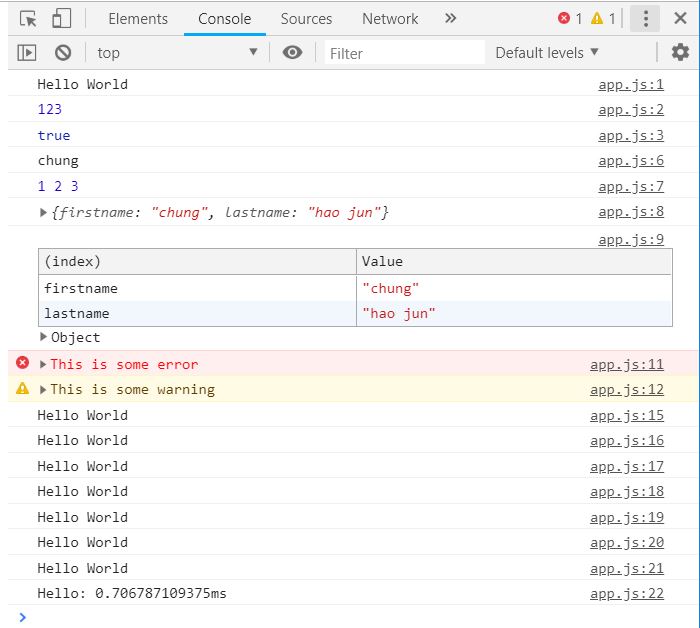 Elements Console Sources Network 1 1
top Filter Default levels
Hello World app.js:1
123 app.js:2
true app.js:3
chung app.js:6
1 2 3 app.js:7
{firstname: "chung", lastname: "hao jun"} app.js:8
app.js:9
(index) Value
firstname "chung"
lastname "hao jun"
Object
This is some error app.js:11
This is some warning app.js:12
Hello World app.js:15
Hello World app.js:16
Hello World app.js:17
Hello World app.js:18
Hello World app.js:19
Hello World app.js:20
Hello World app.js:21
Hello: 0.706787109375ms app.js:22